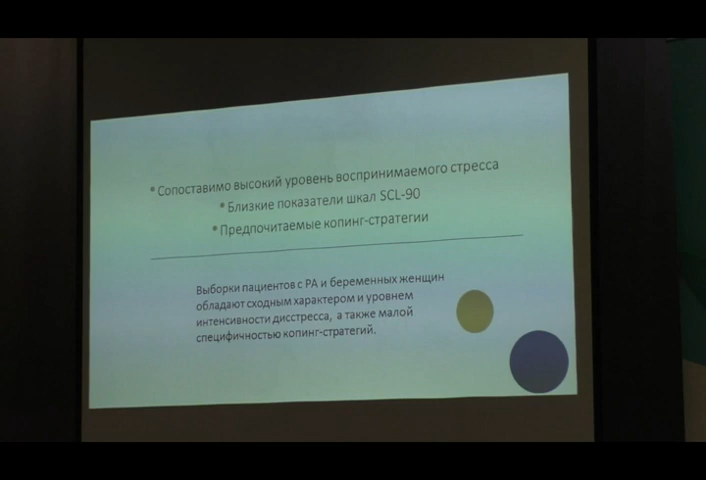 * Сопоставимо высокий уровень воспринимаемого стресса
* Близкие показатели шкал SCL-90
* Предпочитаемые копинг-стратегии
Выборки пациентов с РА и беременных женщин
обладают сходным характером и уровнем
интенсивности дисстресса, а также малой
специфичностью копинг-стратегий.